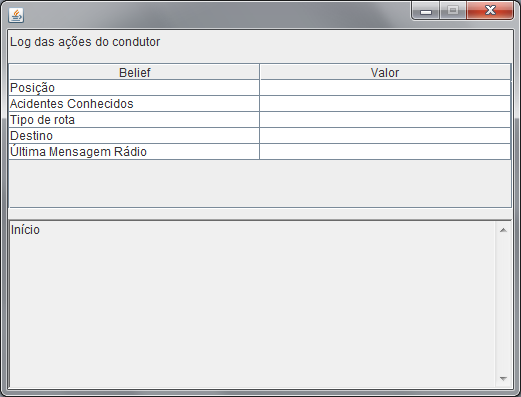 Log das ações do condutor
Belief Valor
Posição
Acidentes Conhecidos
Tipo de rota
Destino
Última Mensagem Rádio
Início